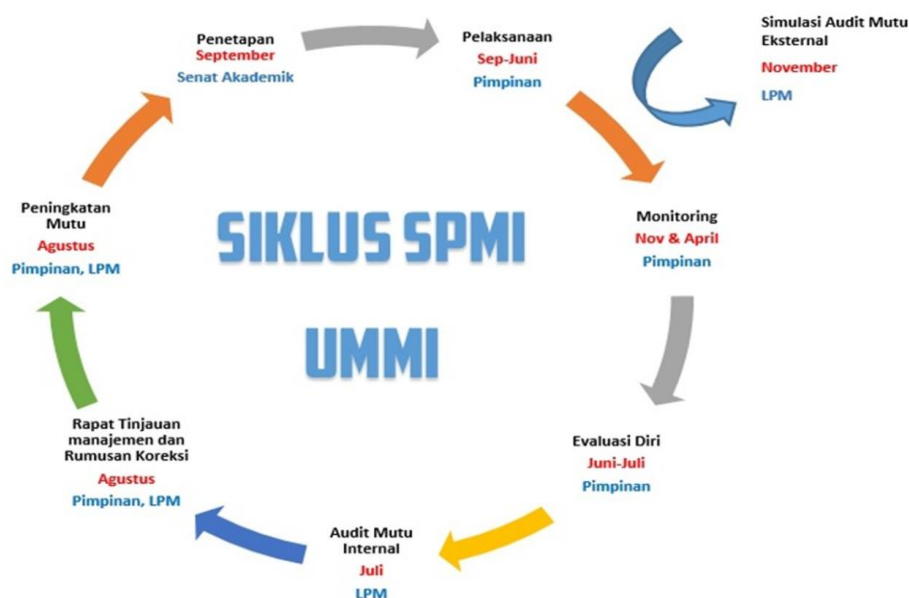 Penetapan
September
Senat Akademik
Pelaksanaan
Sep-Juni
Pimpinan
Simulasi Audit Mutu
Eksternal
November
LPM
Peningkatan
Mutu
Agustus
Pimpinan, LPM
SIKLUS SPMI
UMMI
Monitoring
Nov & April
Pimpinan
Rapat Tinjauan
manajemen dan
Rumusan Koreksi
Agustus
Pimpinan, LPM
Evaluasi Diri
Juni-Juli
Pimpinan
Audit Mutu
Internal
Juli
LPM